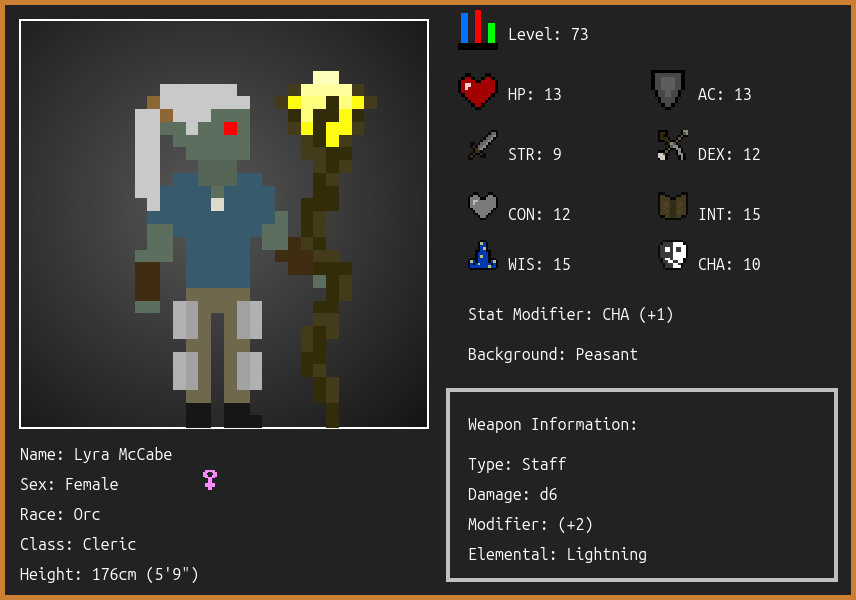 Level: 73
HP: 13
AC: 13
STR: 9
DEX: 12
CON: 12
INT: 15
WIS: 15
CHA: 10
Stat Modifier: CHA (+1)
Background: Peasant
Weapon Information:
Type: Staff
Damage: d6
Modifier: (+2)
Elemental: Lightning
Name: Lyra McCabe
Sex: Female
Race: Orc
Class: Cleric
Height: 176cm (5'9")